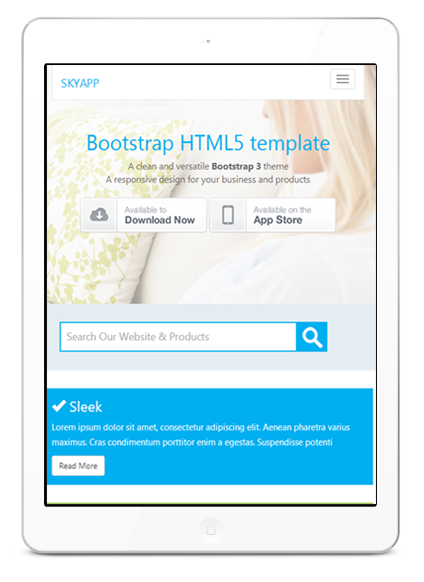 SKYAPP
Bootstrap HTML5 template
A clean and versatile Bootstrap 3 theme
A responsive design for your business and products
Available to
Download Now
Available on the
App Store
Search Our Website & Products
Sleek
Lorem ipsum dolor sit amet, consectetur adipiscing elit. Aenean pharetra varius
maximus. Cras condimentum porttitor enim a egestas. Suspendisse potenti
Read More